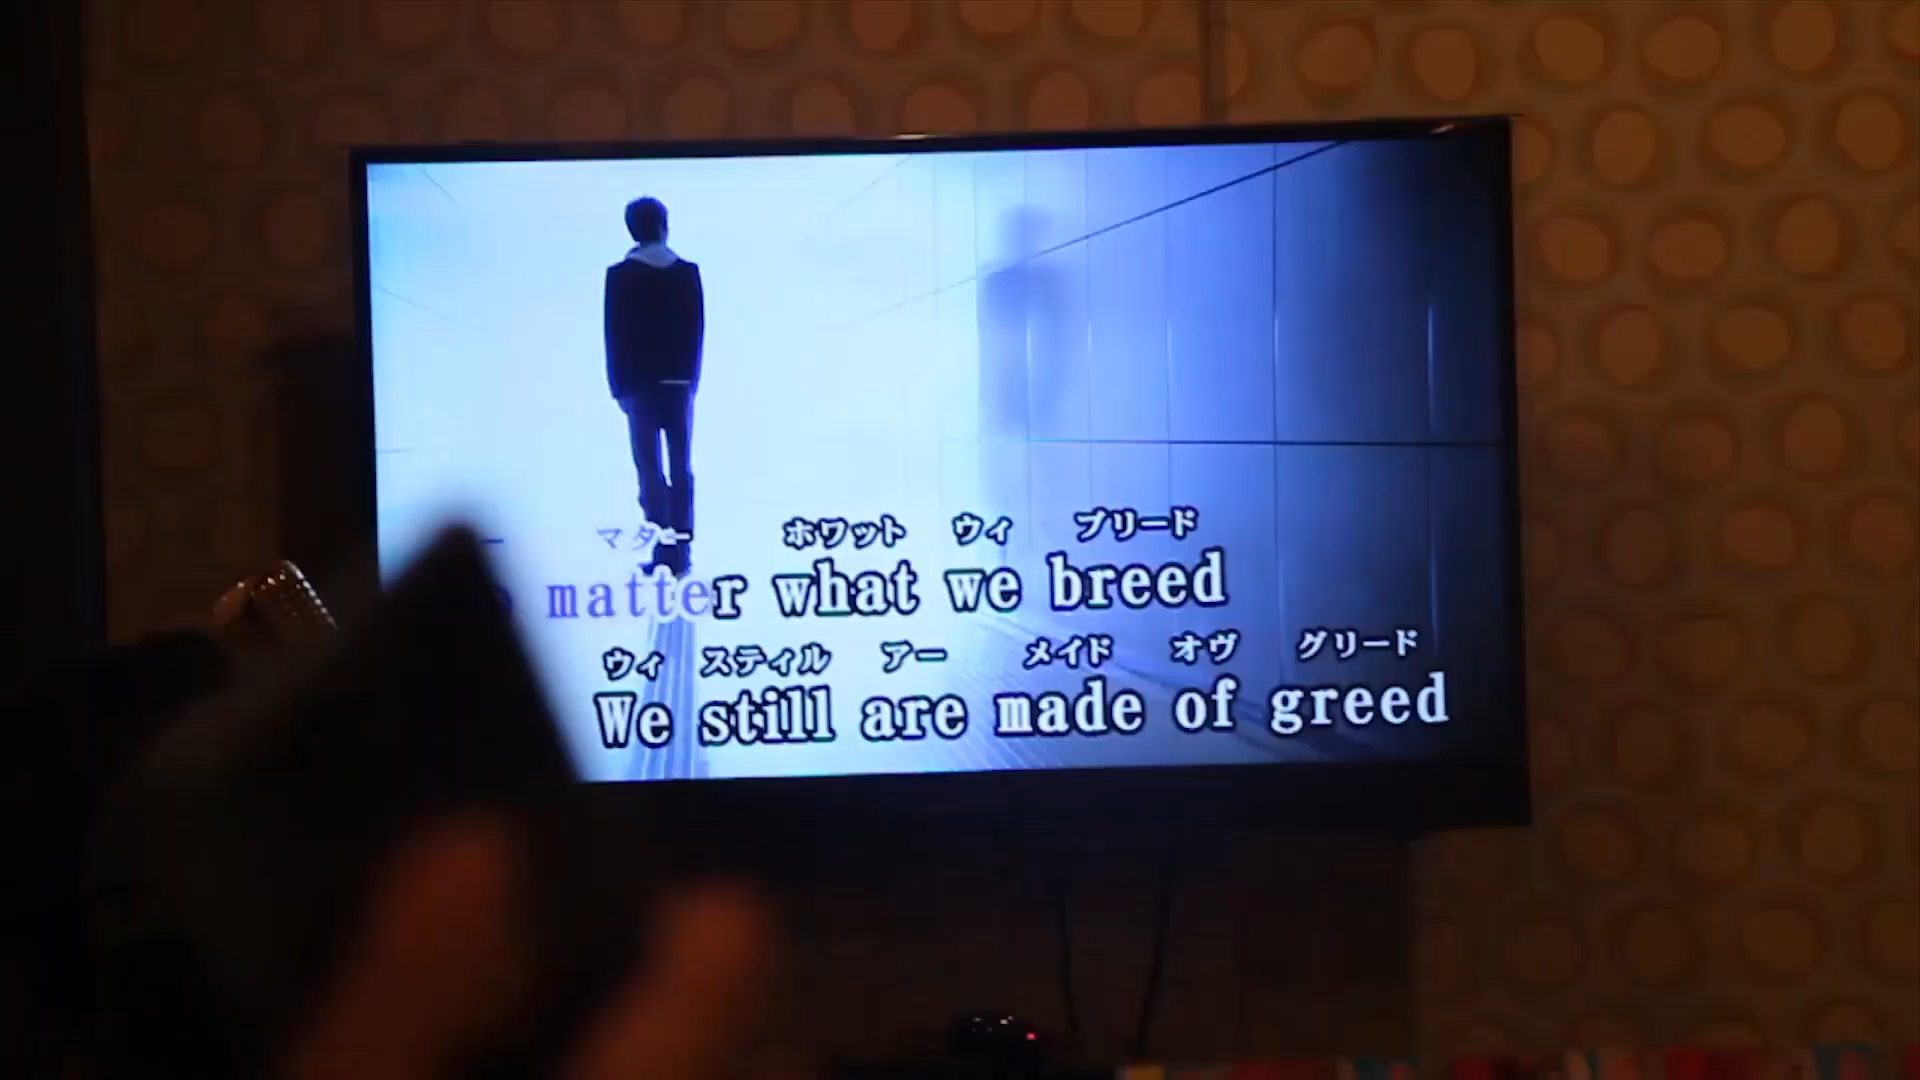 マター ホワット ウィ ブリード
matter what we breed
ウィ スティル アー メイド オヴ グリード
We still are made of greed